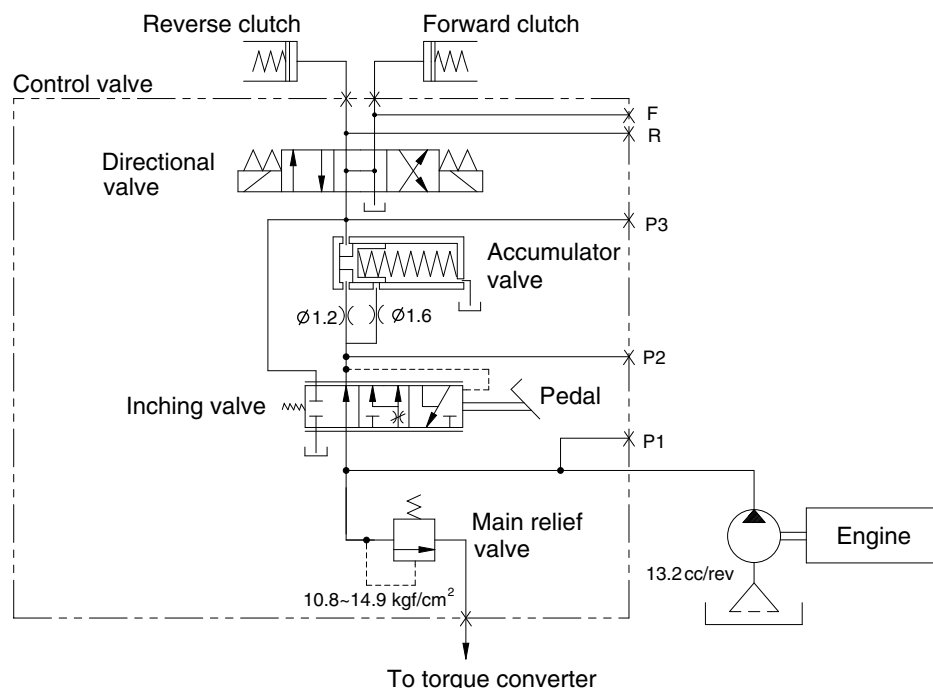 Reverse clutch
Forward clutch
Control valve
F
R
Directional
valve
P3
Accumulator
valve
Ø1.2
Ø1.6
P2
Inching valve
Pedal
P1
Main relief
valve
Engine
13.2 cc/rev
10.8~14.9 kgf/cm²
To torque converter